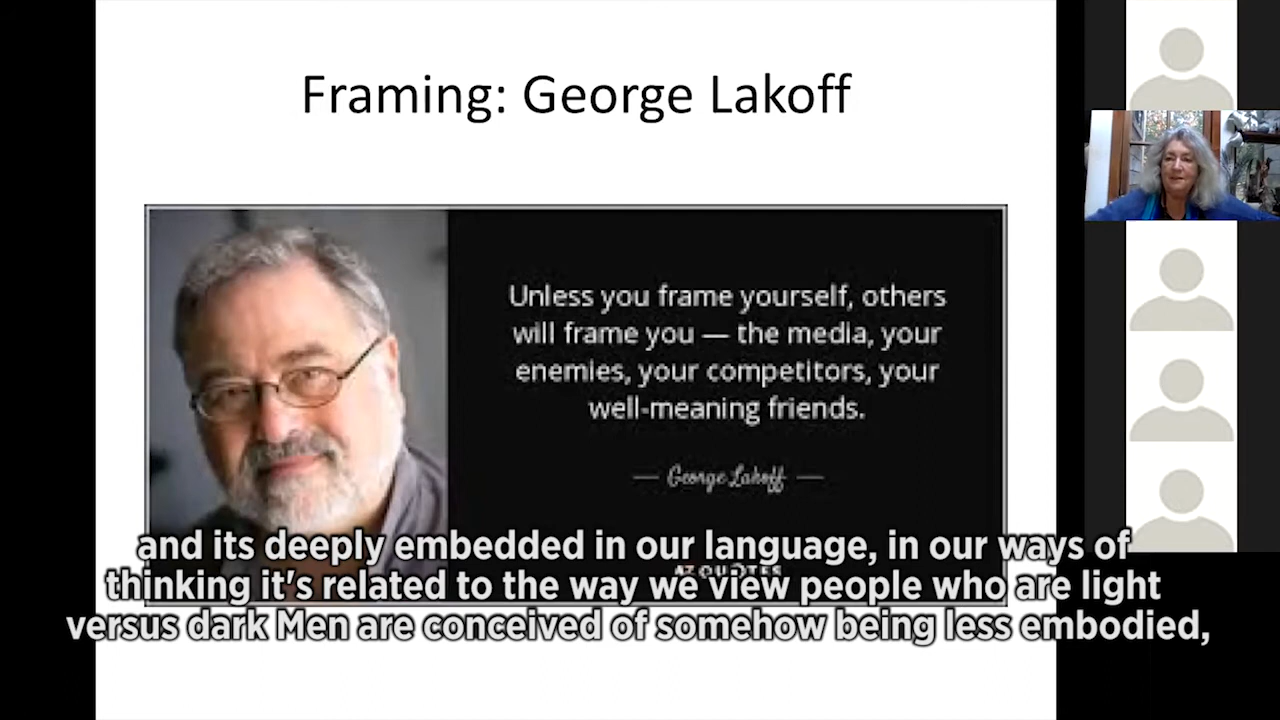 Framing: George Lakoff
Unless you frame yourself, others
will frame you — the media, your
enemies, your competitors, your
well-meaning friends.
— George Lakoff —
AZ QUOTES
and its deeply embedded in our language, in our ways of
thinking it's related to the way we view people who are light
versus dark Men are conceived of somehow being less embodied,